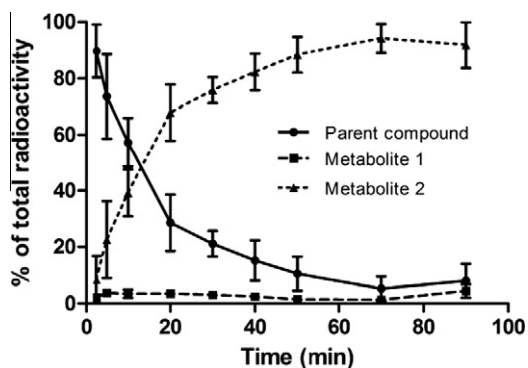 % of total radioactivity
100
80
60
40
20
0
Parent compound
Metabolite 1
Metabolite 2
0 20 40 60 80 100
Time (min)